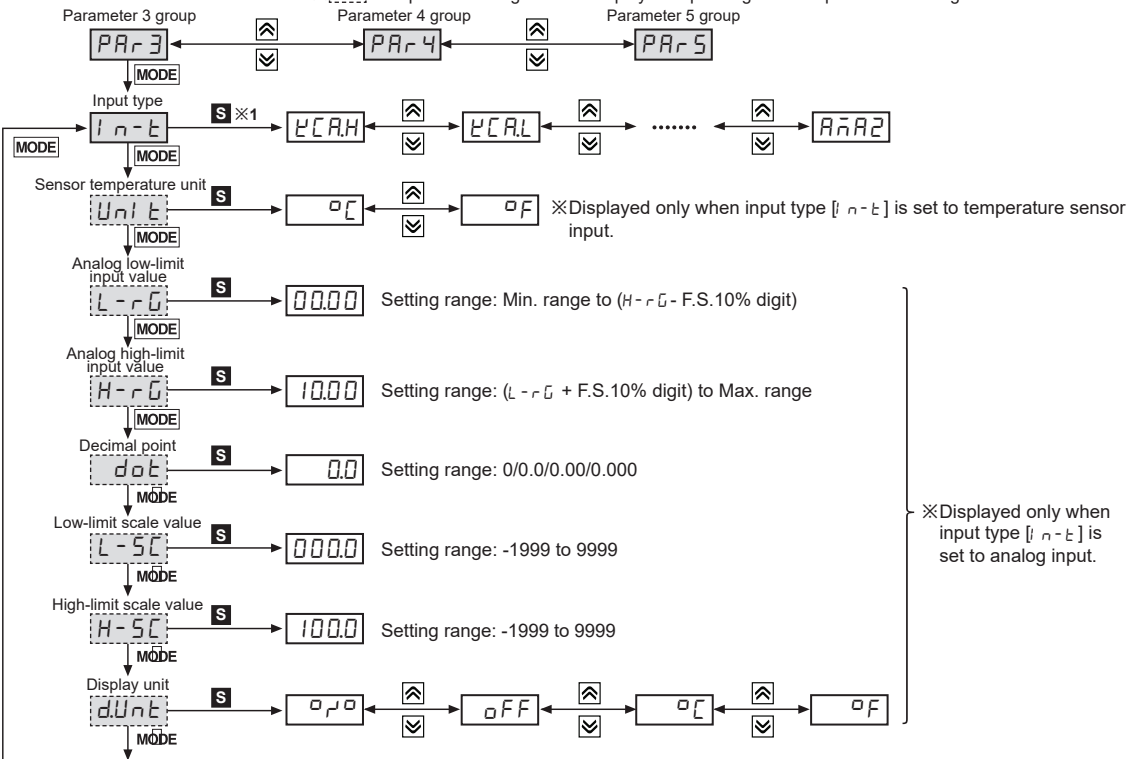 Parameter 3 group Parameter 4 group Parameter 5 group
PAr3 PAr4 PAr5
MODE
Input type
In-t S ※1 KCA.H KCA.L ······· AMA2
MODE
MODE
Sensor temperature unit
UnIt S °C °F ※Displayed only when input type [In-t] is set to temperature sensor
input.
MODE
Analog low-limit
input value
L-rG S 00.00 Setting range: Min. range to (H-rG- F.S.10% digit)
MODE
Analog high-limit
input value
H-rG S 10.00 Setting range: (L-rG + F.S.10% digit) to Max. range
MODE
Decimal point
dot S 0.0 Setting range: 0/0.0/0.00/0.000
MODE
Low-limit scale value
L-SC S 000.0 Setting range: -1999 to 9999
MODE
High-limit scale value
H-SC S 100.0 Setting range: -1999 to 9999
MODE
※Displayed only when
input type [In-t] is
set to analog input.
Display unit
d.Unt S °/o oFF °C °F
MODE